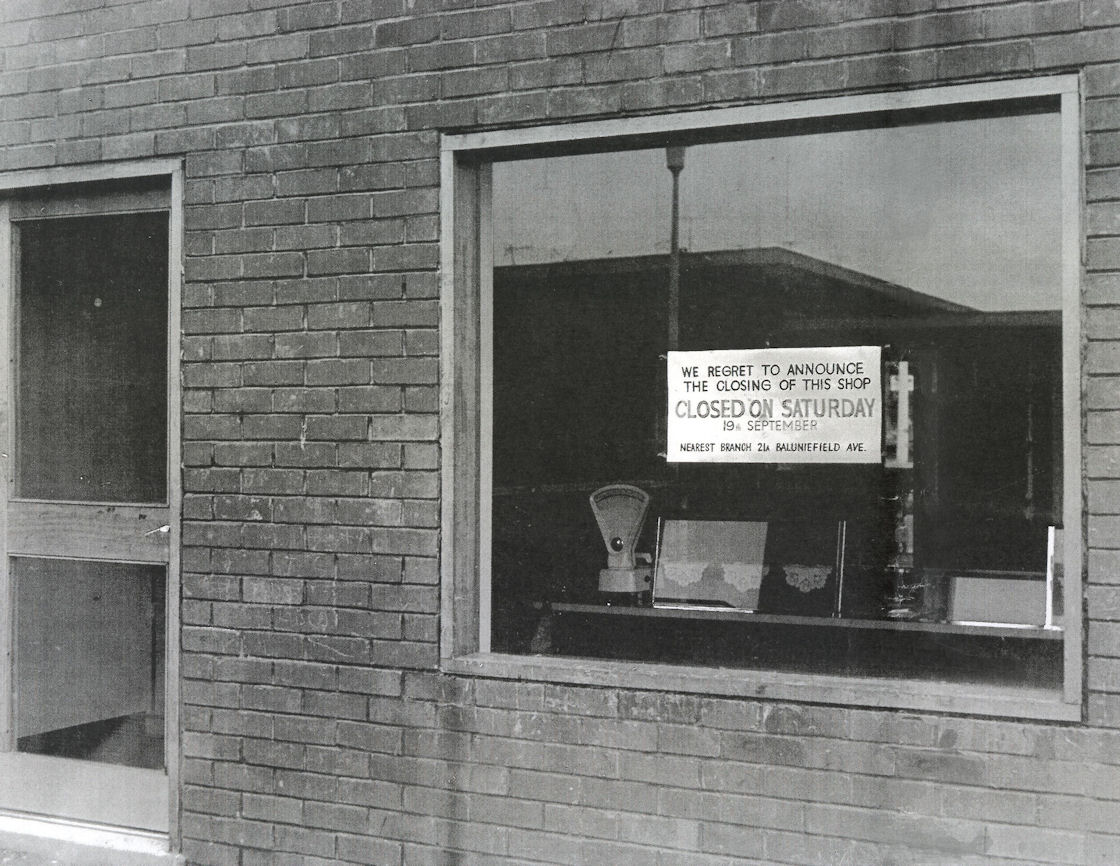 WE REGRET TO ANNOUNCE
THE CLOSING OF THIS SHOP
CLOSED ON SATURDAY
19th SEPTEMBER
NEAREST BRANCH 21A BALUNIEFIELD AVE.